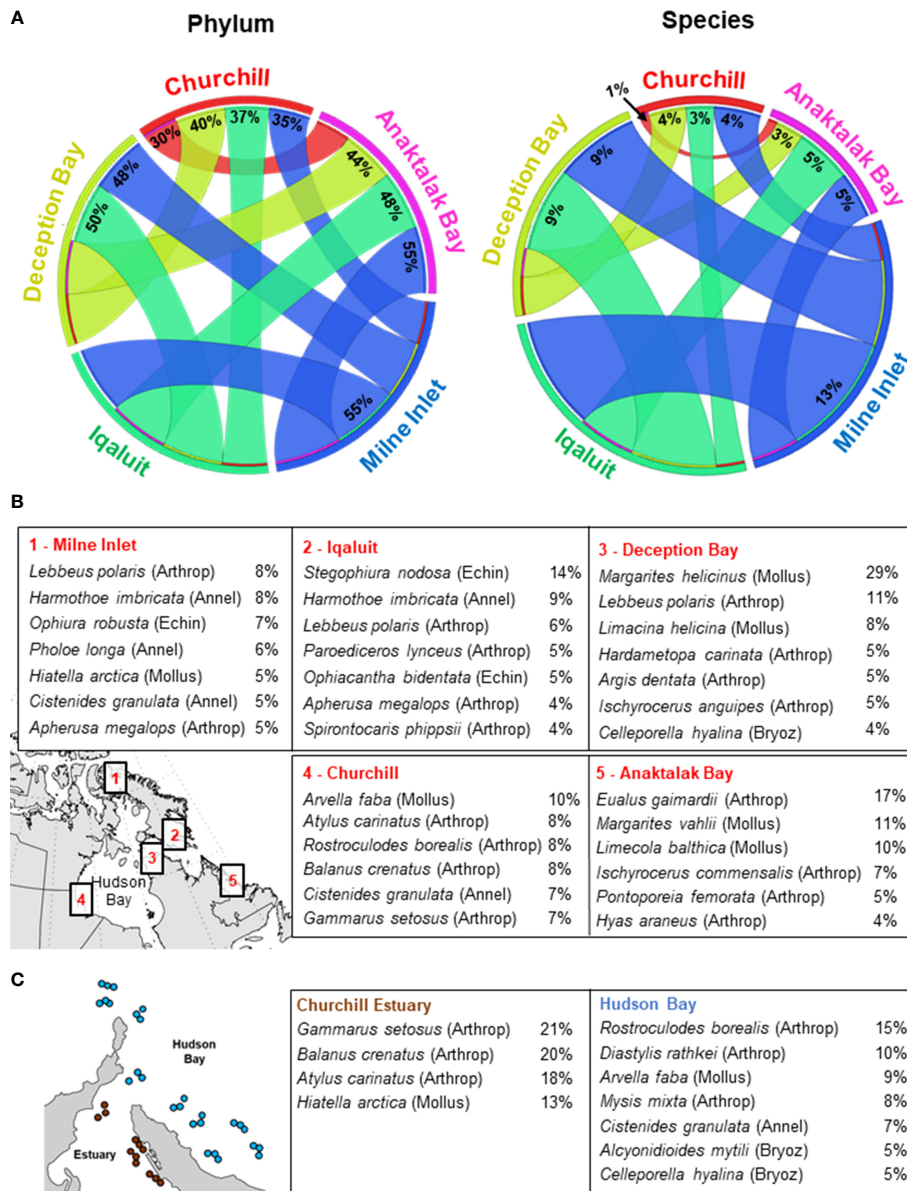 A
Phylum
Species
Churchill
Anaktalak Bay
Milne Inlet
Iqaluit
Deception Bay
30%
40%
37%
35%
44%
48%
55%
55%
50%
48%
Churchill
Anaktalak Bay
Milne Inlet
Iqaluit
Deception Bay
1%
4%
3%
4%
3%
5%
5%
13%
9%
9%
B
1 - Milne Inlet
Lebbeus polaris (Arthrop) 8%
Harmothoe imbricata (Annel) 8%
Ophiura robusta (Echin) 7%
Pholoe longa (Annel) 6%
Hiatella arctica (Mollus) 5%
Cistenides granulata (Annel) 5%
Apherusa megalops (Arthrop) 5%
2 - Iqaluit
Stegophiura nodosa (Echin) 14%
Harmothoe imbricata (Annel) 9%
Lebbeus polaris (Arthrop) 6%
Paroediceros lynceus (Arthrop) 5%
Ophiacantha bidentata (Echin) 5%
Apherusa megalops (Arthrop) 4%
Spirontocaris phippsii (Arthrop) 4%
3 - Deception Bay
Margarites helicinus (Mollus) 29%
Lebbeus polaris (Arthrop) 11%
Limacina helicina (Mollus) 8%
Hardametopa carinata (Arthrop) 5%
Argis dentata (Arthrop) 5%
Ischyrocerus anguipes (Arthrop) 5%
Celleporella hyalina (Bryoz) 4%
1
2
3
4
5
Hudson
Bay
4 - Churchill
Arvella faba (Mollus) 10%
Atylus carinatus (Arthrop) 8%
Rostroculodes borealis (Arthrop) 8%
Balanus crenatus (Arthrop) 8%
Cistenides granulata (Annel) 7%
Gammarus setosus (Arthrop) 7%
5 - Anaktalak Bay
Eualus gaimardii (Arthrop) 17%
Margarites vahlii (Mollus) 11%
Limecola balthica (Mollus) 10%
Ischyrocerus commensalis (Arthrop) 7%
Pontoporeia femorata (Arthrop) 5%
Hyas araneus (Arthrop) 4%
C
Hudson
Bay
Estuary
Churchill Estuary
Gammarus setosus (Arthrop) 21%
Balanus crenatus (Arthrop) 20%
Atylus carinatus (Arthrop) 18%
Hiatella arctica (Mollus) 13%
Hudson Bay
Rostroculodes borealis (Arthrop) 15%
Diastylis rathkei (Arthrop) 10%
Arvella faba (Mollus) 9%
Mysis mixta (Arthrop) 8%
Cistenides granulata (Annel) 7%
Alcyonidioides mytili (Bryoz) 5%
Celleporella hyalina (Bryoz) 5%